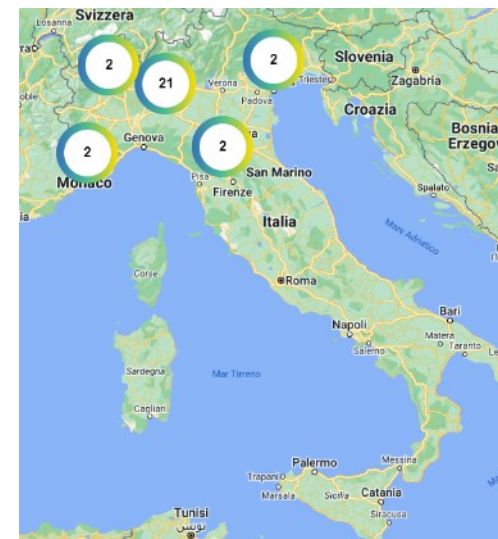 Svizzera
Losanna
2
21
2
Slovenia
Verona
Padova
Trieste
Zagabria
Croazia
Genova
2
2
Bosnia
Erzegov
Monaco
Pisa
San Marino
Firenze
Spalato
Italia
Mare Adriatico
Corse
Roma
Bari
Napoli
Salerno
Matera
Taranto
Sardegna
Mar Tirreno
Cagliari
Palermo
Messina
Trapani
Marsala
Sicilia
Catania
Siracusa
Tunisi
تونس